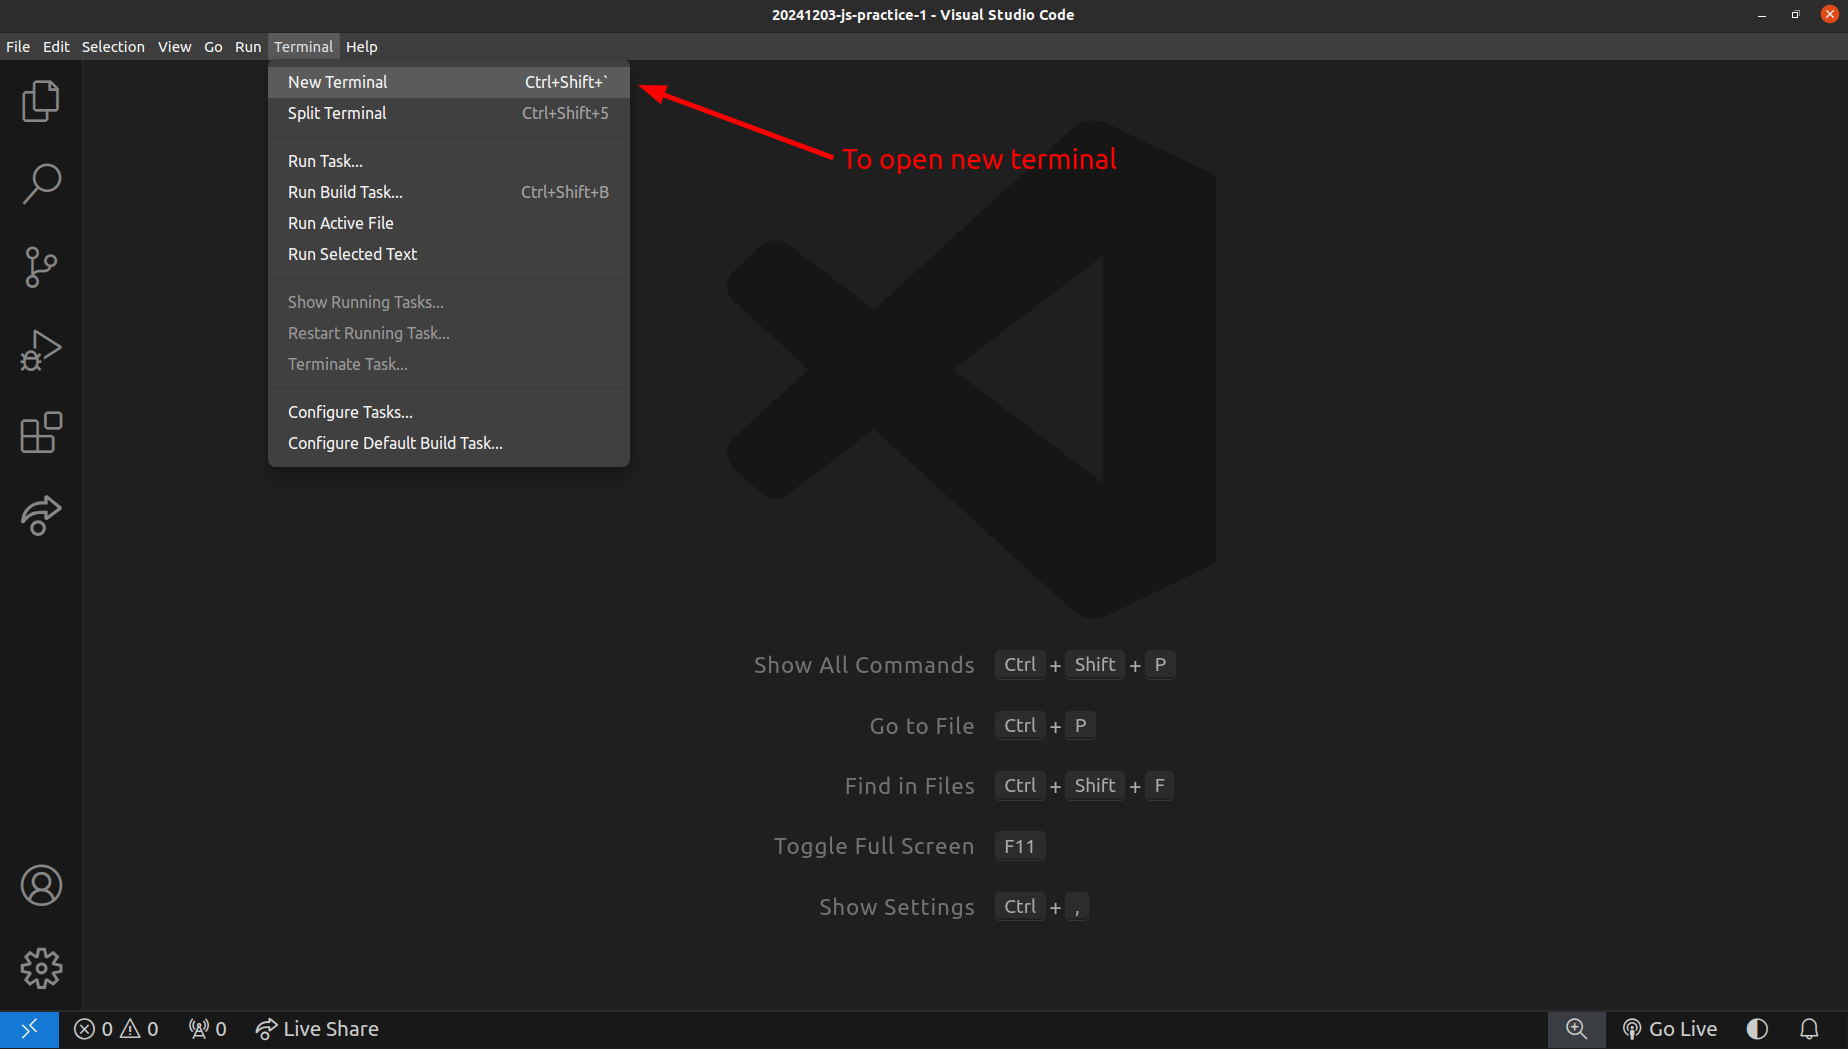 20241203-js-practice-1 - Visual Studio Code
File Edit Selection View Go Run Terminal Help
New Terminal Ctrl+Shift+`
Split Terminal Ctrl+Shift+5
To open new terminal
Run Task...
Run Build Task... Ctrl+Shift+B
Run Active File
Run Selected Text
Show Running Tasks...
Restart Running Task...
Terminate Task...
Configure Tasks...
Configure Default Build Task...
Show All Commands Ctrl + Shift + P
Go to File Ctrl + P
Find in Files Ctrl + Shift + F
Toggle Full Screen F11
Show Settings Ctrl + ,
0 0 0 Live Share Go Live